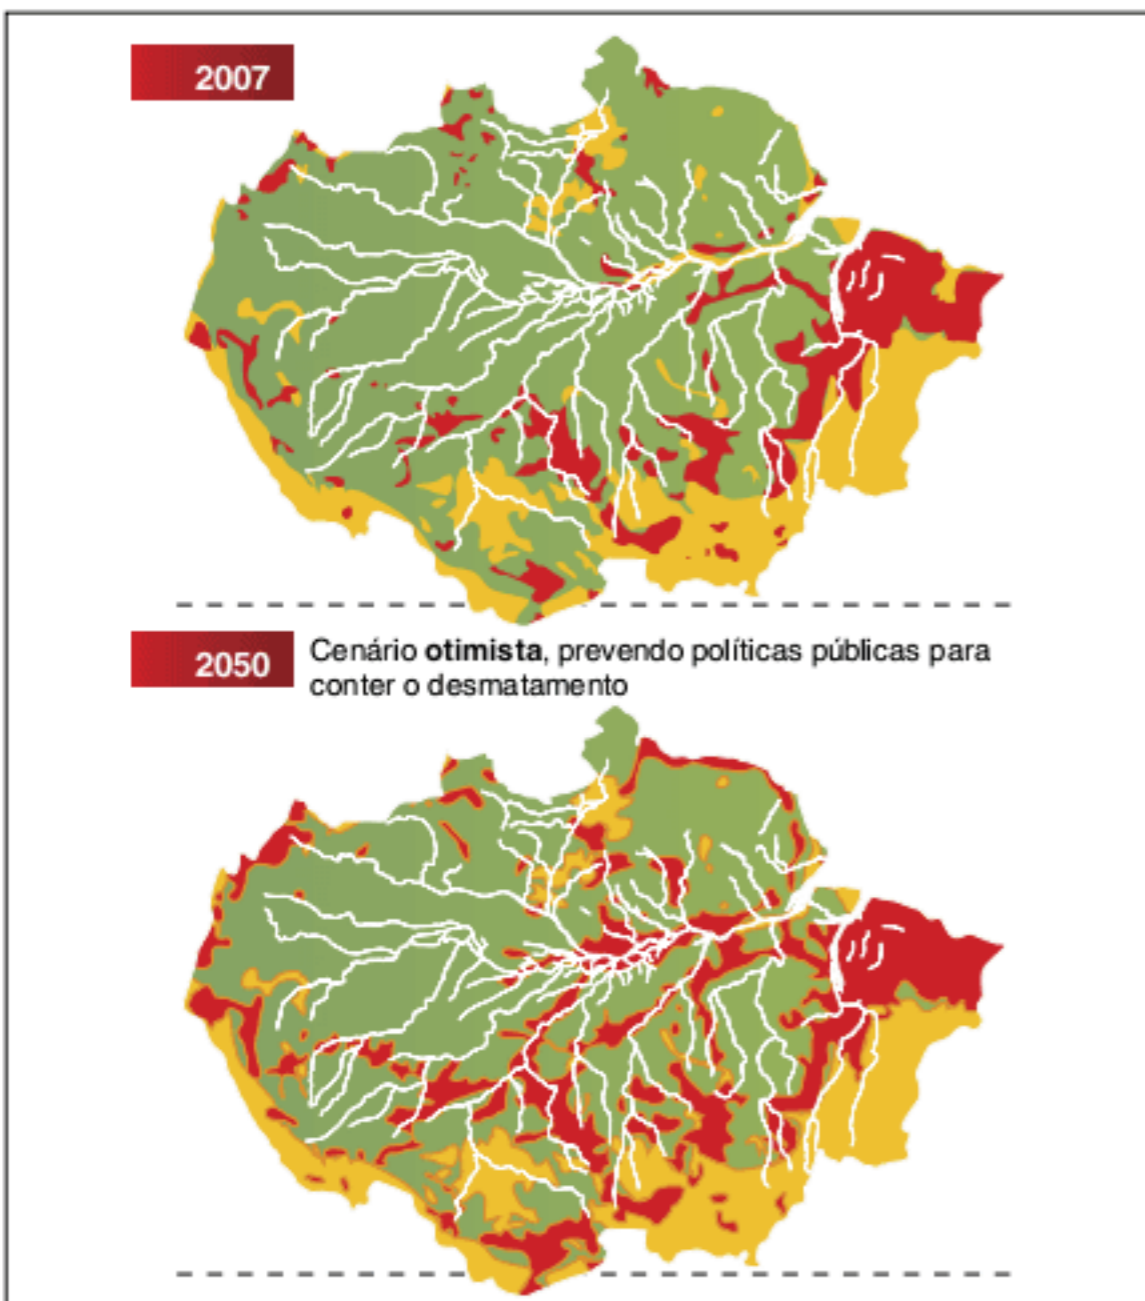 2007
2050
Cenário otimista, prevendo políticas públicas para
conter o desmatamento